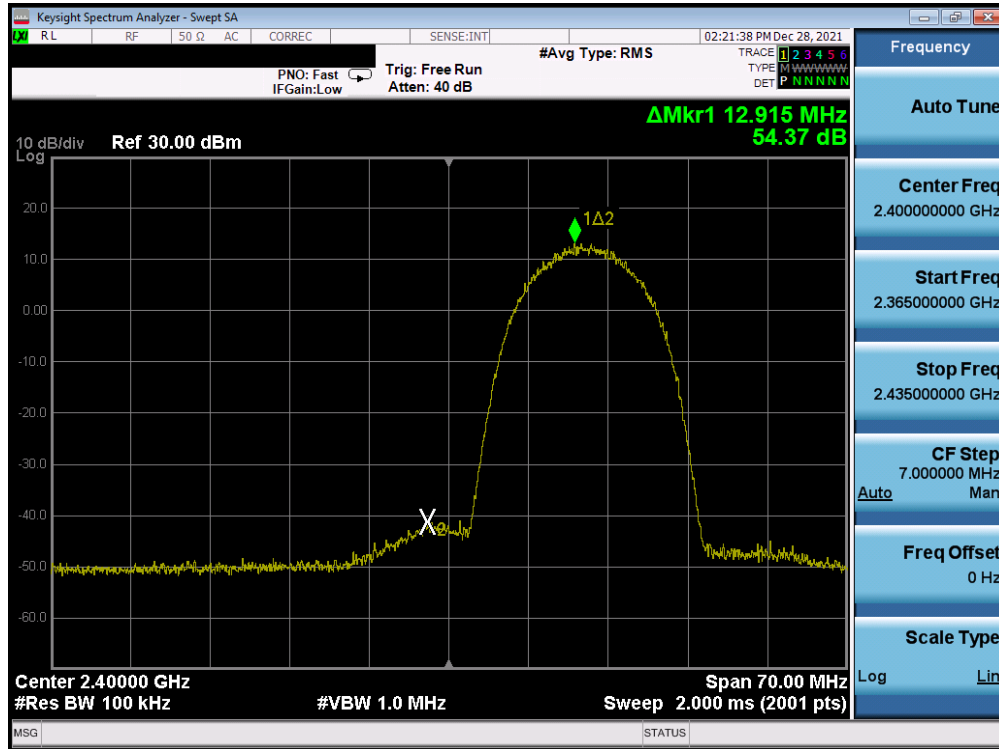 Keysight Spectrum Analyzer - Swept SA
LXI RL RF 50 Ω AC CORREC SENSE:INT 02:21:38 PM Dec 28, 2021
#Avg Type: RMS TRACE 1 2 3 4 5 6
PNO: Fast Trig: Free Run TYPE M WWWWW
IFGain:Low Atten: 40 dB DET P N N N N N
ΔMkr1 12.915 MHz
54.37 dB
10 dB/div Ref 30.00 dBm
Log
1Δ2
20.0
10.0
0.00
-10.0
-20.0
-30.0
-40.0
X2
-50.0
-60.0
Center 2.40000 GHz Span 70.00 MHz
#Res BW 100 kHz #VBW 1.0 MHz Sweep 2.000 ms (2001 pts)
MSG STATUS
Frequency
Auto Tune
Center Freq
2.400000000 GHz
Start Freq
2.365000000 GHz
Stop Freq
2.435000000 GHz
CF Step
7.000000 MHz
Auto Man
Freq Offset
0 Hz
Scale Type
Log Lin